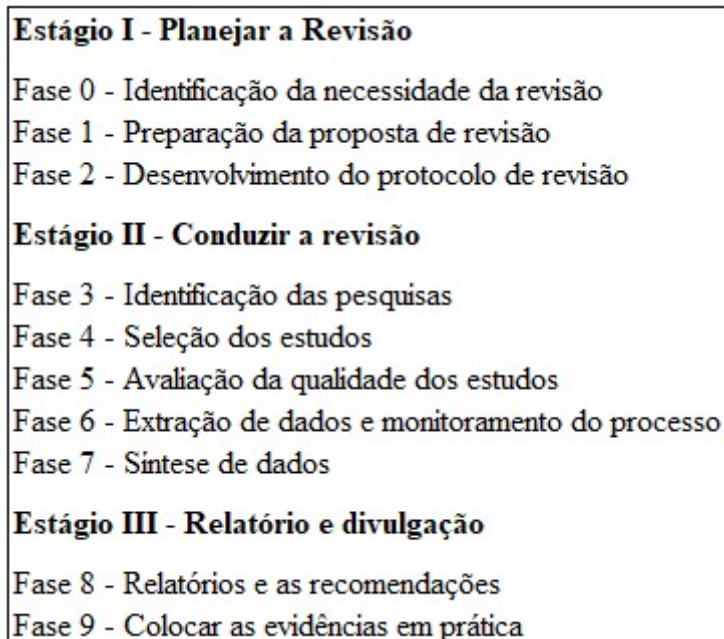 Estágio I - Planejar a Revisão
Fase 0 - Identificação da necessidade da revisão
Fase 1 - Preparação da proposta de revisão
Fase 2 - Desenvolvimento do protocolo de revisão
Estágio II - Conduzir a revisão
Fase 3 - Identificação das pesquisas
Fase 4 - Seleção dos estudos
Fase 5 - Avaliação da qualidade dos estudos
Fase 6 - Extração de dados e monitoramento do processo
Fase 7 - Síntese de dados
Estágio III - Relatório e divulgação
Fase 8 - Relatórios e as recomendações
Fase 9 - Colocar as evidências em prática